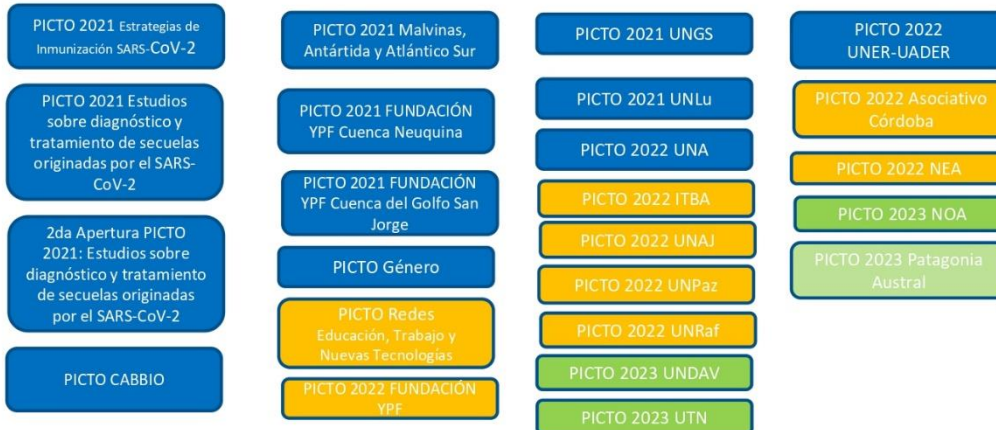 PICTO 2021 Estrategias de
Inmunización SARS-CoV-2
PICTO 2021 Estudios
sobre diagnóstico y
tratamiento de secuelas
originadas por el SARS-
CoV-2
2da Apertura PICTO
2021: Estudios sobre
diagnóstico y tratamiento
de secuelas originadas
por el SARS-CoV-2
PICTO CABBIO
PICTO 2021 Malvinas,
Antártida y Atlántico Sur
PICTO 2021 FUNDACIÓN
YPF Cuenca Neuquina
PICTO 2021 FUNDACIÓN
YPF Cuenca del Golfo San
Jorge
PICTO Género
PICTO Redes
Educación, Trabajo y
Nuevas Tecnologías
PICTO 2022 FUNDACIÓN
YPF
PICTO 2021 UNGS
PICTO 2021 UNLu
PICTO 2022 UNA
PICTO 2022 ITBA
PICTO 2022 UNAJ
PICTO 2022 UNPaz
PICTO 2022 UNRaf
PICTO 2023 UNDAV
PICTO 2023 UTN
PICTO 2022
UNER-UADER
PICTO 2022 Asociativo
Córdoba
PICTO 2022 NEA
PICTO 2023 NOA
PICTO 2023 Patagonia
Austral